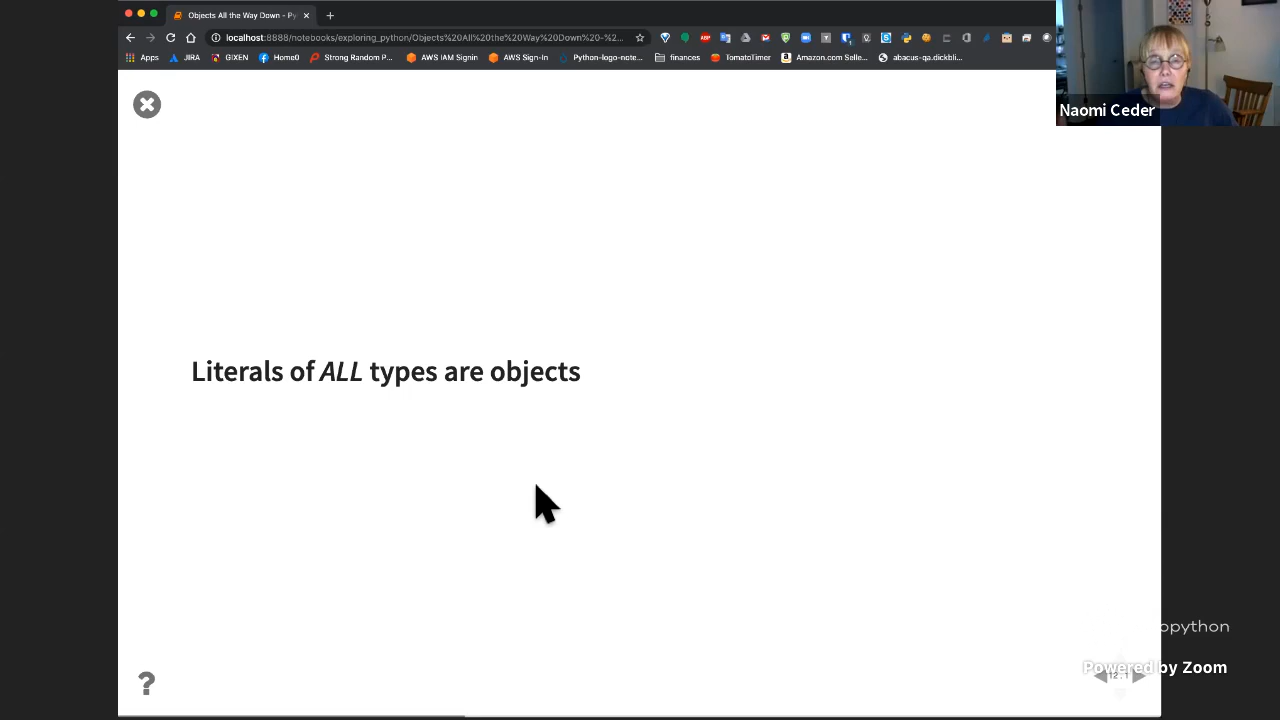 Objects All the Way Down - Py
localhost:8888/notebooks/exploring_python/Objects%20All%20the%20Way%20Down%20-%2...
Apps JIRA GIXEN Home0 Strong Random P... AWS IAM Signin AWS Sign-In Python-logo-note... finances TomatoTimer Amazon.com Selle... abacus-qa.dickbli...
Naomi Ceder
Literals of ALL types are objects
opython
Powered by Zoom
?